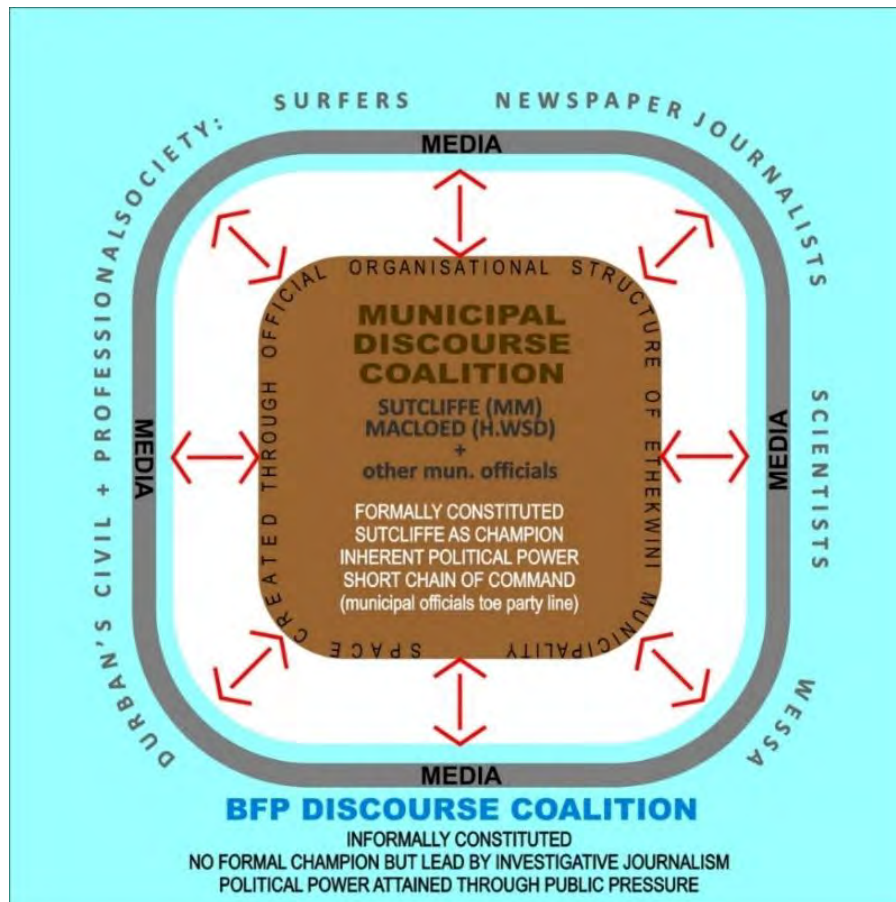 DURBAN'S CIVIL + PROFESSIONALSOCIETY:
SURFERS
NEWSPAPER JOURNALISTS
SCIENTISTS
WESSA
MEDIA
MEDIA
MEDIA
MEDIA
SPACE CREATED THROUGH OFFICIAL ORGANISATIONAL STRUCTURE OF ETHEKWINI MUNICIPALITY
MUNICIPAL
DISCOURSE
COALITION
SUTCLIFFE (MM)
MACLOED (H.WSD)
+
other mun. officials
FORMALLY CONSTITUTED
SUTCLIFFE AS CHAMPION
INHERENT POLITICAL POWER
SHORT CHAIN OF COMMAND
(municipal officials toe party line)
BFP DISCOURSE COALITION
INFORMALLY CONSTITUTED
NO FORMAL CHAMPION BUT LEAD BY INVESTIGATIVE JOURNALISM
POLITICAL POWER ATTAINED THROUGH PUBLIC PRESSURE